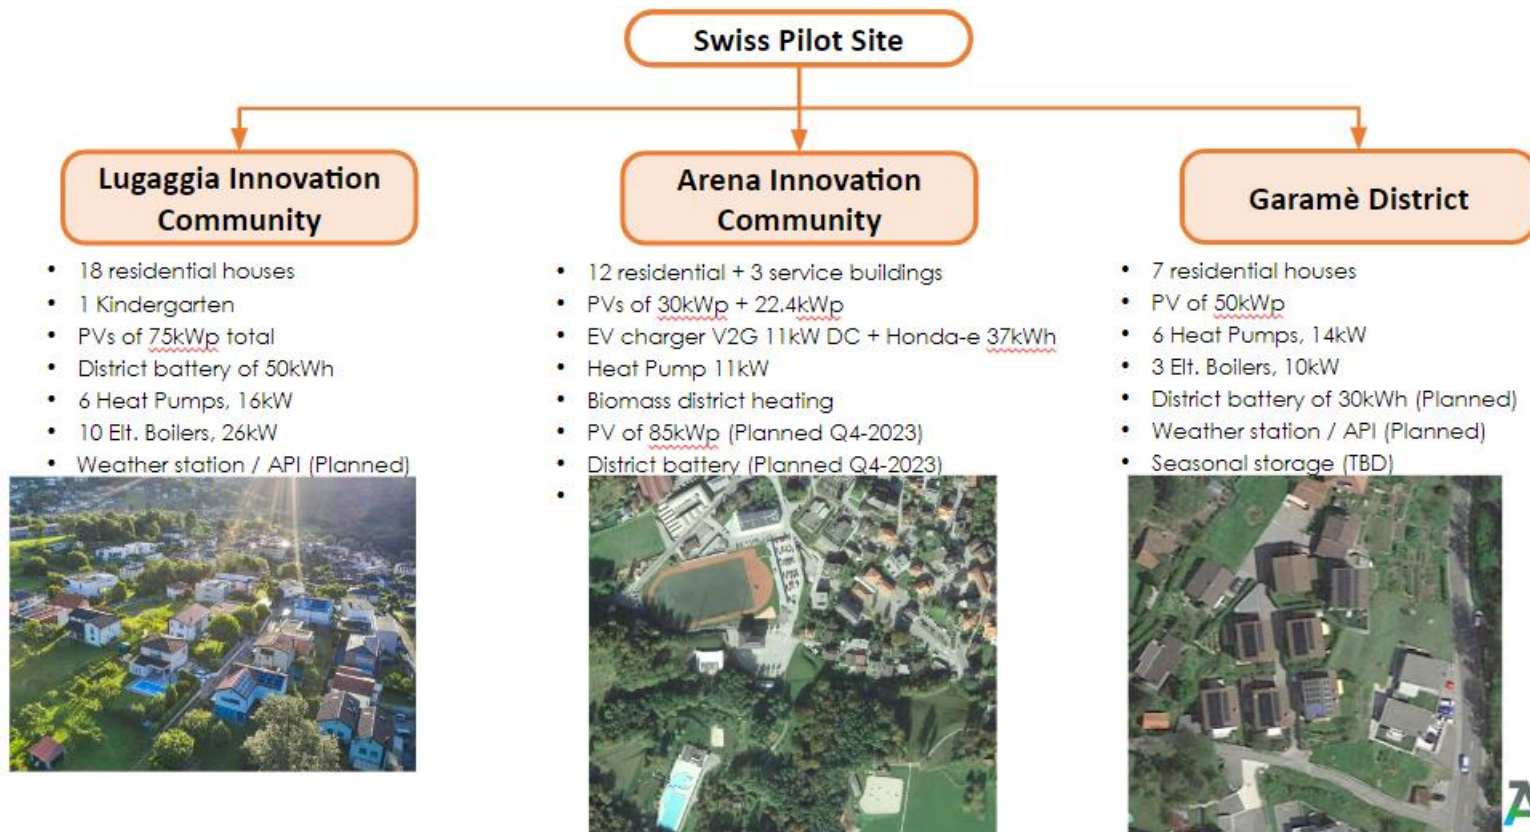 Swiss Pilot Site
Lugaggia Innovation
Community
• 18 residential houses
• 1 Kindergarten
• PVs of 75kWp total
• District battery of 50kWh
• 6 Heat Pumps, 16kW
• 10 Elt. Boilers, 26kW
• Weather station / API (Planned)
Arena Innovation
Community
• 12 residential + 3 service buildings
• PVs of 30kWp + 22.4kWp
• EV charger V2G 11kW DC + Honda-e 37kWh
• Heat Pump 11kW
• Biomass district heating
• PV of 85kWp (Planned Q4-2023)
• District battery (Planned Q4-2023)
•
Garamè District
• 7 residential houses
• PV of 50kWp
• 6 Heat Pumps, 14kW
• 3 Elt. Boilers, 10kW
• District battery of 30kWh (Planned)
• Weather station / API (Planned)
• Seasonal storage (TBD)